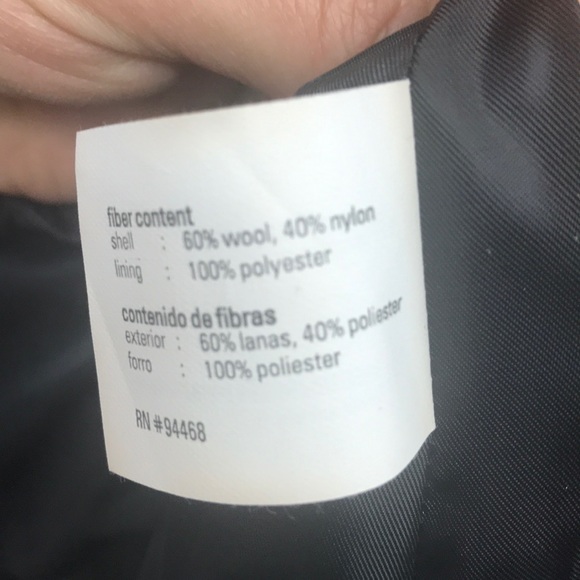 fiber content
shell : 60% wool, 40% nylon
lining : 100% polyester
contenido de fibras
exterior : 60% lanas, 40% poliester
forro : 100% poliester
RN #94468